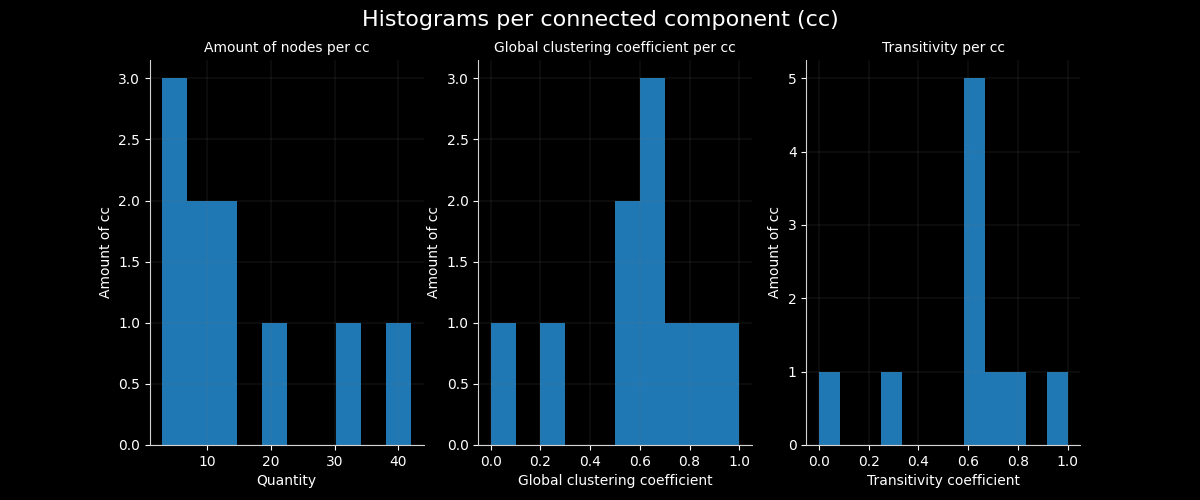 Histograms per connected component (cc)
Amount of nodes per cc
Global clustering coefficient per cc
Transitivity per cc
3.0
2.5
2.0
1.5
1.0
0.5
0.0
Amount of cc
10 20 30 40
Quantity
3.0
2.5
2.0
1.5
1.0
0.5
0.0
Amount of cc
0.0 0.2 0.4 0.6 0.8 1.0
Global clustering coefficient
5
4
3
2
1
0
Amount of cc
0.0 0.2 0.4 0.6 0.8 1.0
Transitivity coefficient